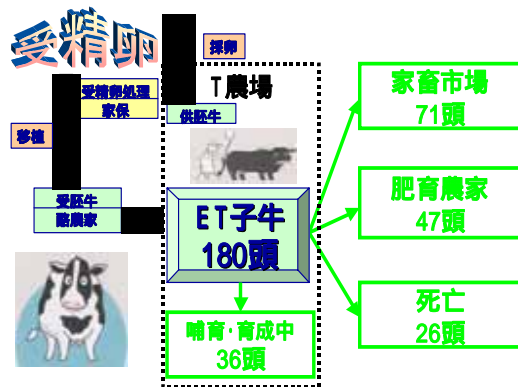 受精卵
採卵
T農場
受精卵処理
家保
供胚牛
移植
受胚牛
酪農家
ET子牛
180頭
哺育・育成中
36頭
家畜市場
71頭
肥育農家
47頭
死亡
26頭